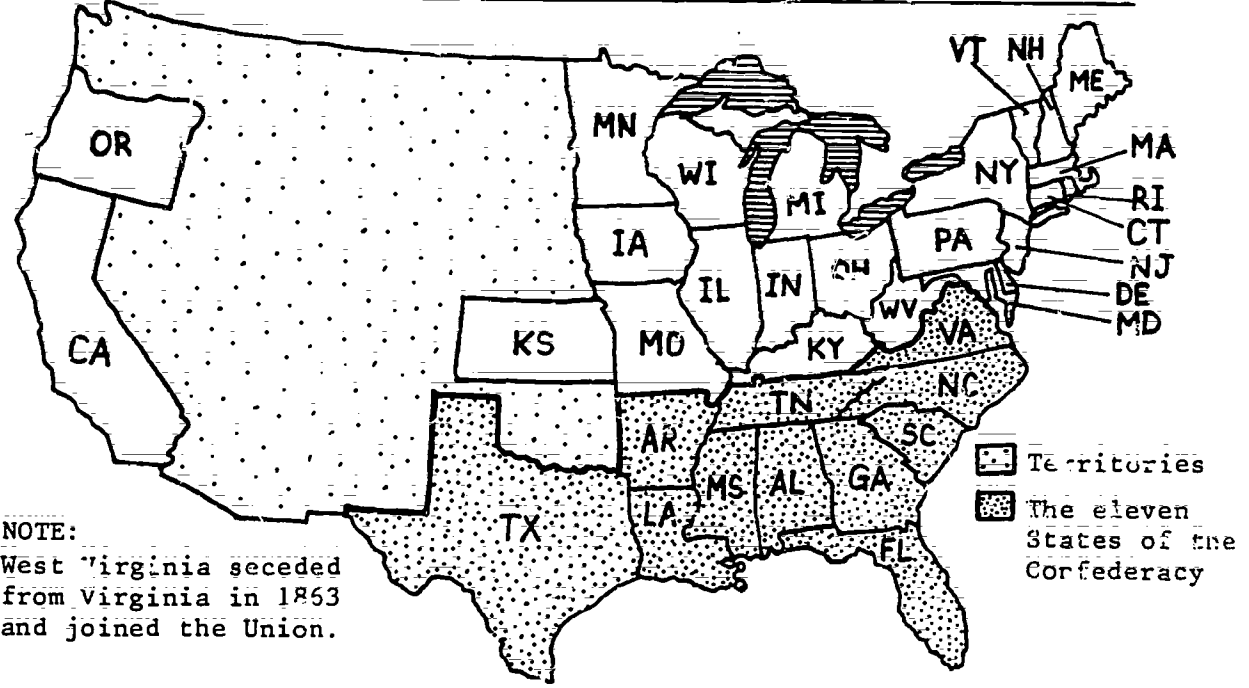 VT NH
ME
MN
OR
MA
WI
NY
MI
RI
IA
PA
CT
OH
NJ
IL
IN
DE
WV
MD
VA
KS
MO
KY
CA
NC
TN
AR
SC
Territories
MS
AL
GA
The eleven
LA
TX
States of the
NOTE:
FL
Confederacy
West Virginia seceded
from Virginia in 1863
and joined the Union.